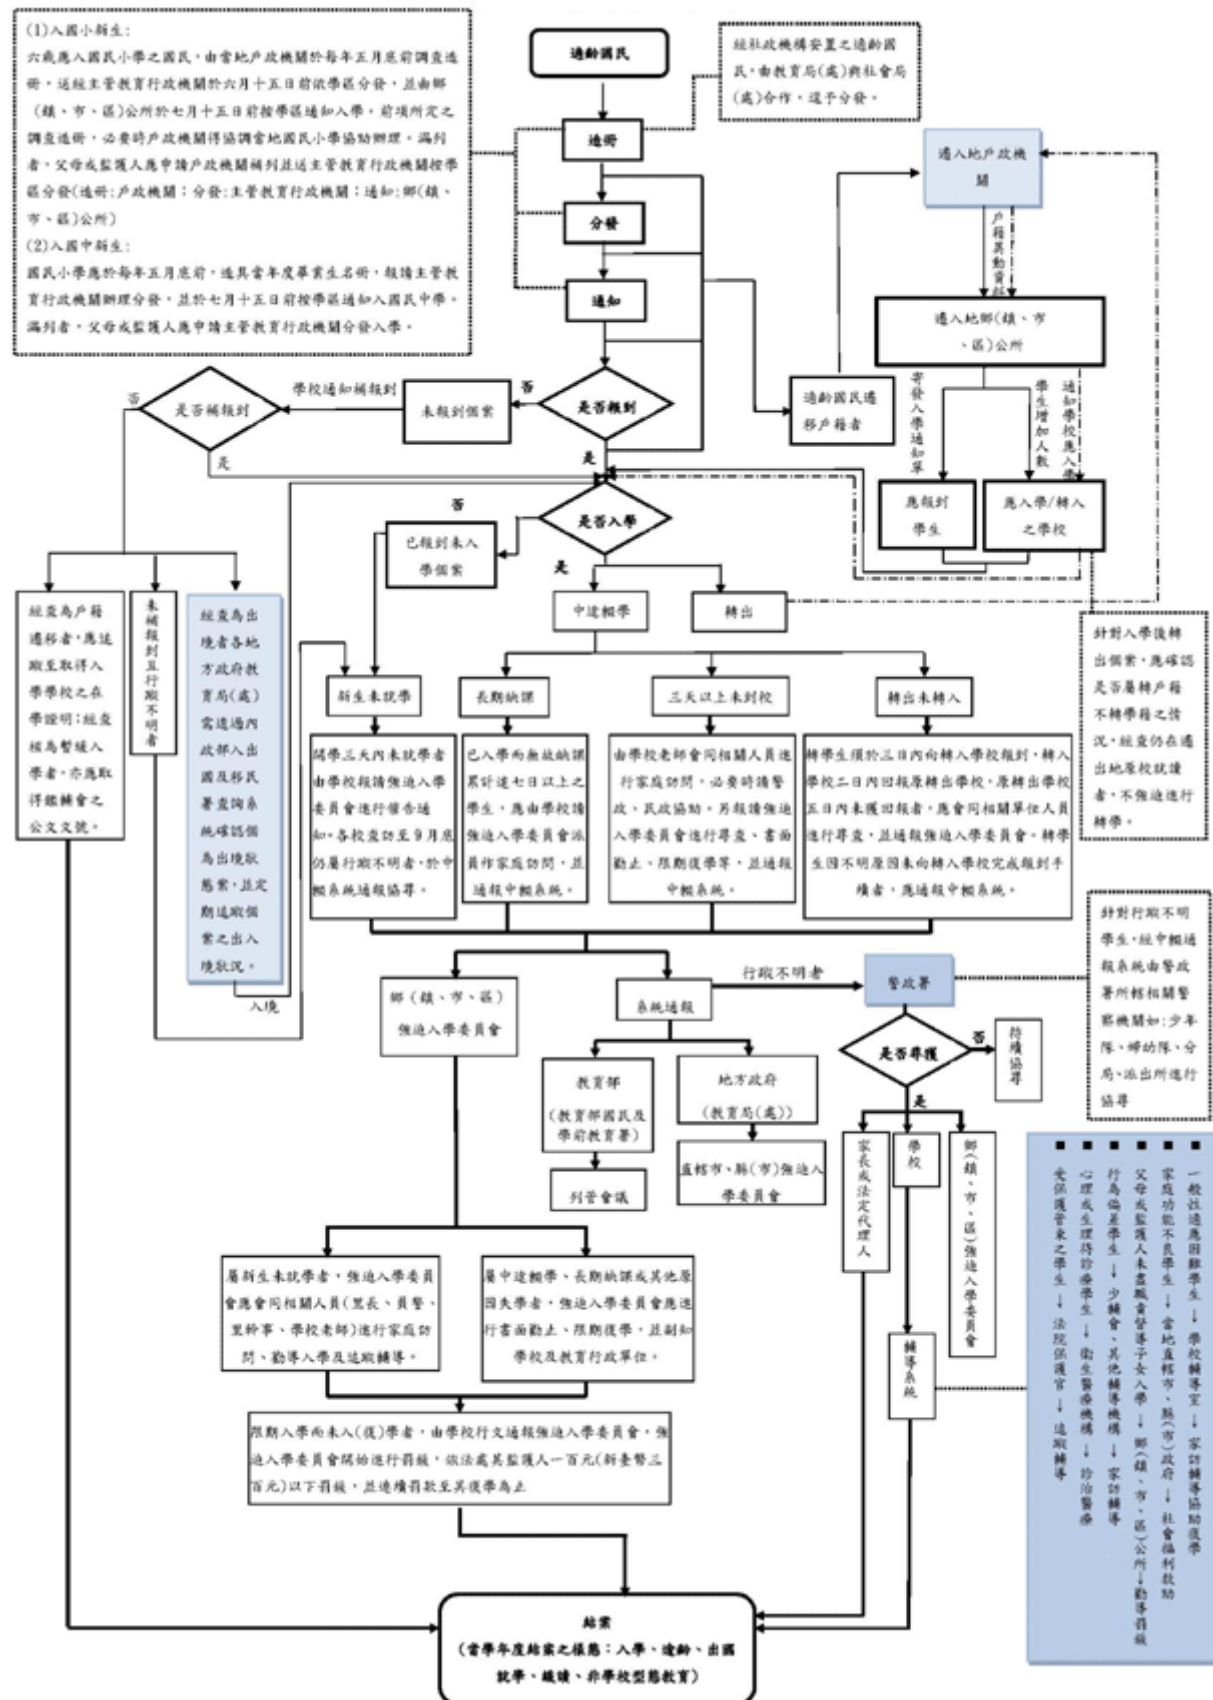 (1)入國小新生:
六歲應入國民小學之國民,由當地戶政機關於每年五月底前調查造
冊,送經主管教育行政機關於六月十五日前依學區分發,並由鄉
(鎮、市、區)公所於七月十五日前按學區通知入學。前項所定之
調查造冊,必要時戶政機關得協調當地國民小學協助辦理。漏列
者,父母或監護人應申請戶政機關補列並送主管教育行政機關按學
區分發(造冊:戶政機關;分發:主管教育行政機關;通知:鄉(鎮、
市、區)公所)
(2)入國中新生:
國民小學應於每年五月底前,造具當年度畢業生名冊,報請主管教
育行政機關辦理分發,並於七月十五日前按學區通知入國民中學。
漏列者,父母或監護人應申請主管教育行政機關分發入學。
適齡國民
經社政機構安置之適齡國
民,由教育局(處)與社會局
(處)合作,逕予分發。
造冊
分發
通知
遷入地戶政機
關
戶籍異動資料
遷入地鄉(鎮、市
、區)公所
適齡國民遷
移戶籍者
寄發入學通知單
學生增加人數
通知學校應入學
應報到
學生
應入學/轉入
之學校
是否報到
否
未報到個案
學校通知補報到
是否補報到
否
是
是
是否入學
否
已報到未入
學個案
是
中途輟學
轉出
針對入學後轉
出個案,應確認
是否屬轉戶籍
不轉學籍之情
況,經查仍在遷
出地原校就讀
者,不強迫進行
轉學。
經查為戶籍
遷移者,應追
蹤至取得入
學學校之在
學證明;經查
核為暫緩入
學者,亦應取
得鑑輔會之
公文文號。
未補報到且行蹤不明者
經查為出
境者各地
方政府教
育局(處)
需透過內
政部入出
國及移民
署查詢系
統確認個
為出境狀
態案,並定
期追蹤個
案之出入
境狀況。
入境
新生未就學
長期缺課
三天以上未到校
轉出未轉入
開學三天內未就學者
由學校報請強迫入學
委員會進行催告通
知。各校查訪至9月底
仍屬行蹤不明者,於中
輟系統通報協尋。
已入學而無故缺課
累計達七日以上之
學生,應由學校請
強迫入學委員會派
員作家庭訪問,並
通報中輟系統。
由學校老師會同相關人員進
行家庭訪問。必要時請警
政、民政協助。另報請強迫
入學委員會進行尋查、書面
勸止、限期復學等,並通報
中輟系統。
轉學生須於三日內向轉入學校報到,轉入
學校二日內回報原轉出學校,原轉出學校
五日內未獲回報者,應會同相關單位人員
進行尋查,並通報強迫入學委員會。轉學
生因不明原因未向轉入學校完成報到手
續者,應通報中輟系統。
鄉(鎮、市、區)
強迫入學委員會
系統通報
行蹤不明者
警政署
針對行蹤不明
學生,經中輟通
報系統由警政
署所轄相關警
察機關如:少年
隊、婦幼隊、分
局、派出所進行
協尋
是否尋獲
否
持續協尋
是
教育部
(教育部國民及
學前教育署)
列管會議
地方政府
(教育局(處))
直轄市、縣(市)強迫入
學委員會
家長或法定代理人
學校
鄉(鎮、市、區)強迫入學委員會
輔導系統
■ 一般性適應困難學生→學校輔導室→家訪輔導協助復學
■ 家庭功能不良學生→當地直轄市、縣(市)政府→社會福利救助
■ 父母或監護人未盡職責督導子女入學→鄉(鎮、市、區)公所→勸導罰鍰
■ 行為偏差學生→少輔會、其他輔導機構→家訪輔導
■ 心理或生理待診療學生→衛生醫療機構→診治醫療
■ 受保護管束之學生→法院保護官→追蹤輔導
屬新生未就學者,強迫入學委員
會應會同相關人員(里長、員警、
里幹事、學校老師)進行家庭訪
問、勸導入學及追蹤輔導。
屬中途輟學、長期缺課或其他原
因失學者,強迫入學委員會應進
行書面勸止、限期復學,並副知
學校及教育行政單位。
限期入學而未入(復)學者,由學校行文通報強迫入學委員會,強
迫入學委員會開始進行罰鍰,依法處其監護人一百元(新臺幣三
百元)以下罰鍰,並連續罰款至其復學為止
結案
(當學年度結案之樣態:入學、逾齡、出國
就學、緩讀、非學校型態教育)